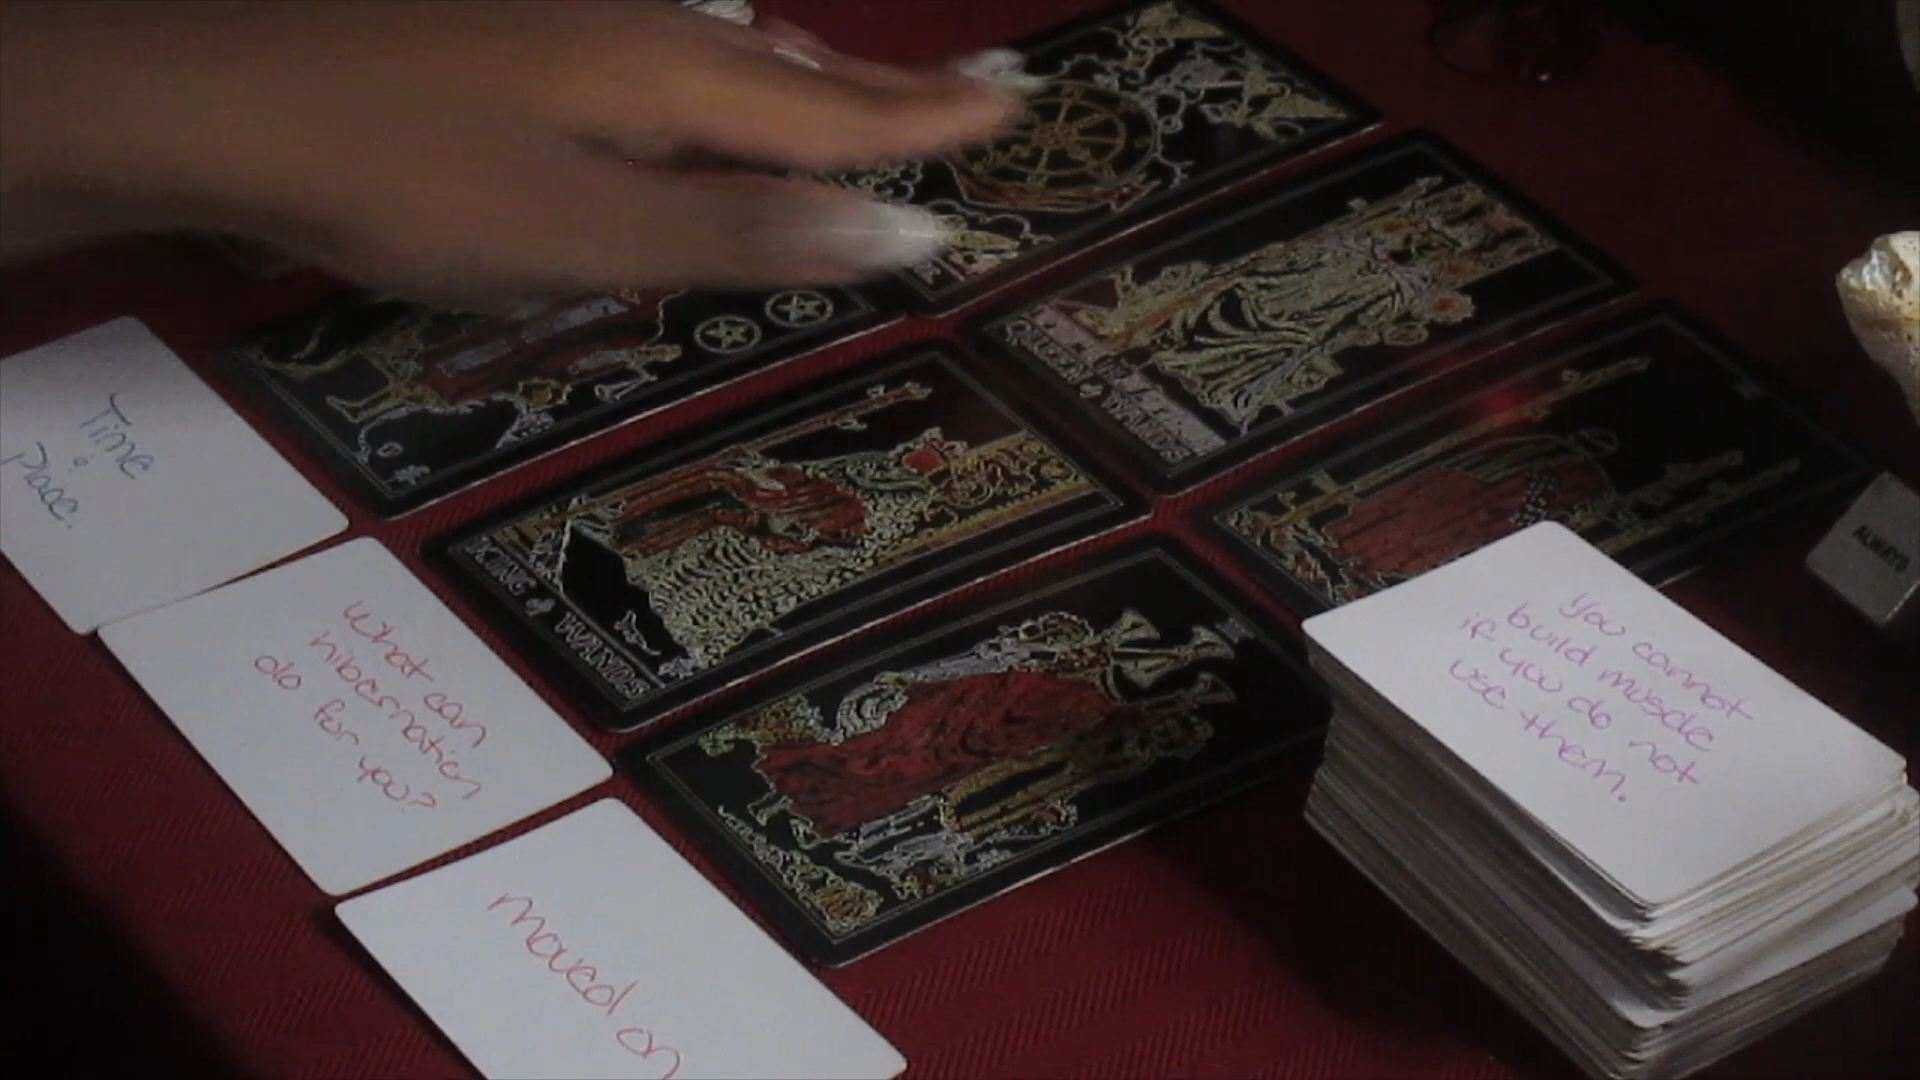 Time
&
Place.
What can
hibernation
do for
you?
moved on
KING of WANDS
QUEEN of WANDS
You cannot
build muscle
if you do not
use them.
ALWAYS